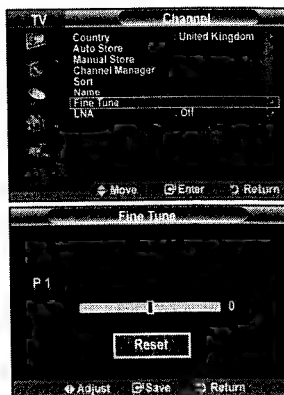 TV Channel
Country : United Kingdom
Auto Store
Manual Store
Channel Manager
Sort
Name
Fine Tune
LNA : Off
Move Enter Return
Fine Tune
P 1
0
Reset
Adjust Save Return